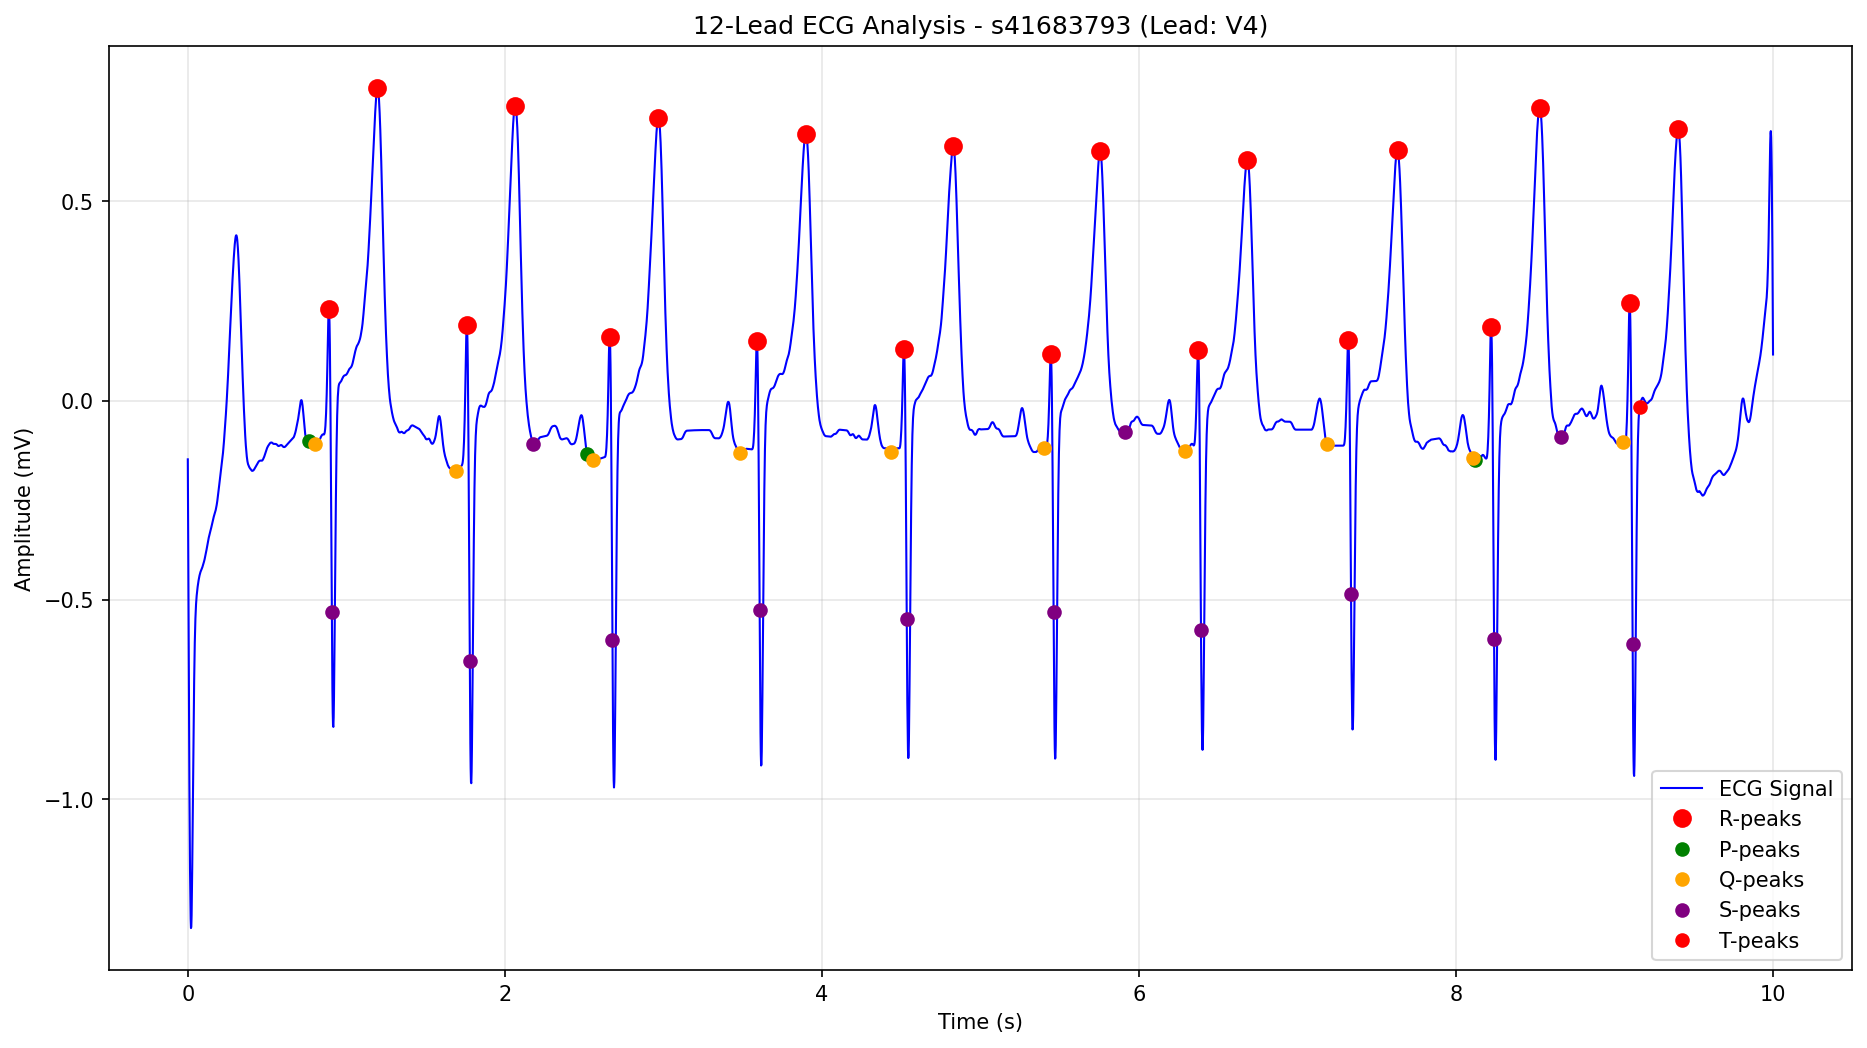 12-Lead ECG Analysis - s41683793 (Lead: V4)
Amplitude (mV)
0.5
0.0
−0.5
−1.0
0
2
4
6
8
10
Time (s)
ECG Signal
R-peaks
P-peaks
Q-peaks
S-peaks
T-peaks